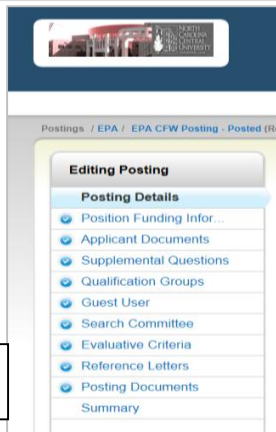 NORTH
CAROLINA
CENTRAL
UNIVERSITY
Postings / EPA / EPA CFW Posting - Posted (R
Editing Posting
Posting Details
Position Funding Infor...
Applicant Documents
Supplemental Questions
Qualification Groups
Guest User
Search Committee
Evaluative Criteria
Reference Letters
Posting Documents
Summary